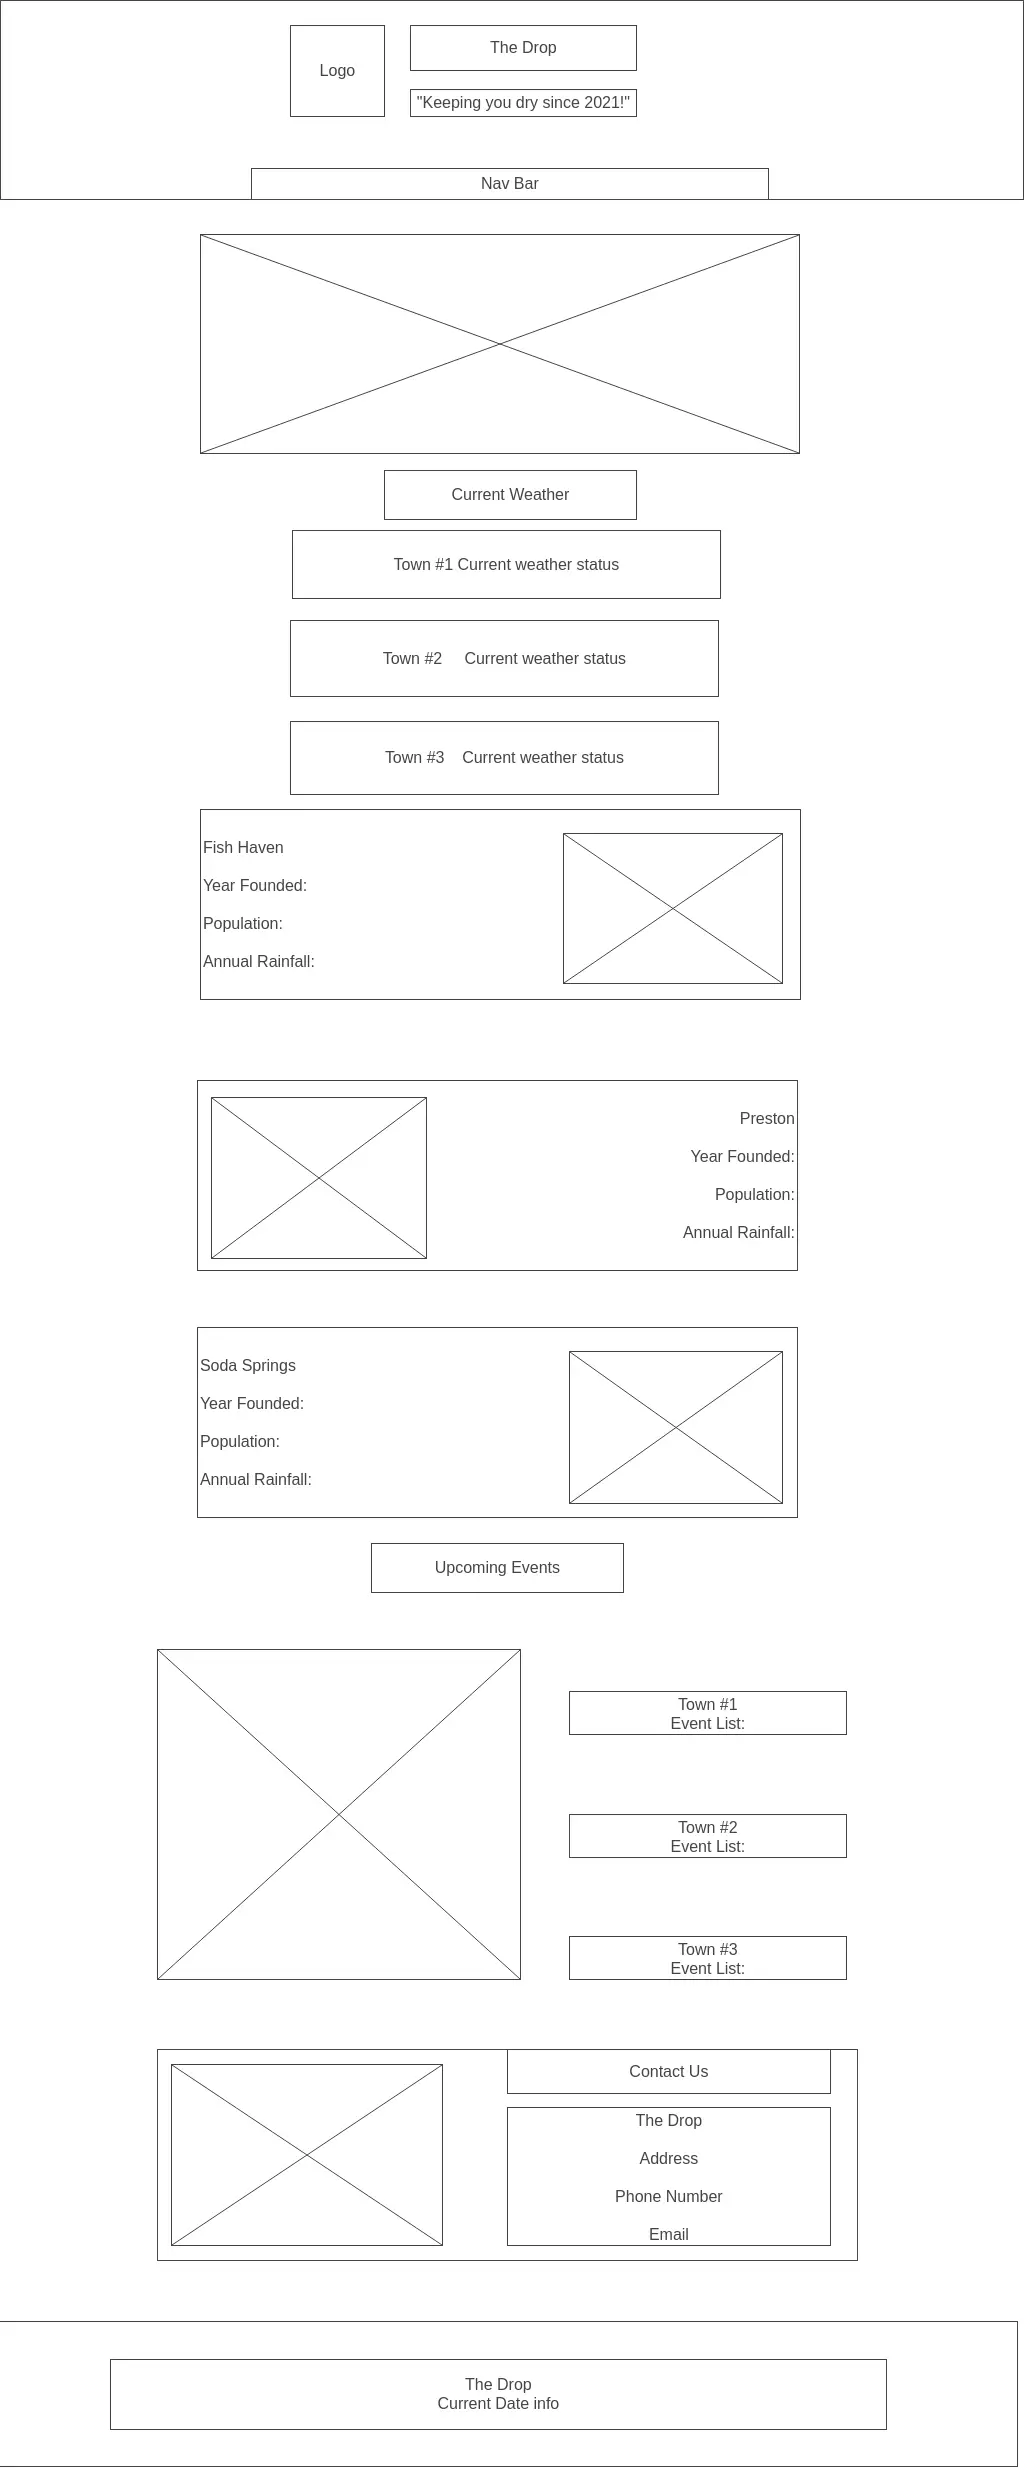 Logo
The Drop
"Keeping you dry since 2021!"
Nav Bar
Current Weather
Town #1 Current weather status
Town #2 Current weather status
Town #3 Current weather status
Fish Haven
Year Founded:
Population:
Annual Rainfall:
Preston
Year Founded:
Population:
Annual Rainfall:
Soda Springs
Year Founded:
Population:
Annual Rainfall:
Upcoming Events
Town #1
Event List:
Town #2
Event List:
Town #3
Event List:
Contact Us
The Drop
Address
Phone Number
Email
The Drop
Current Date info